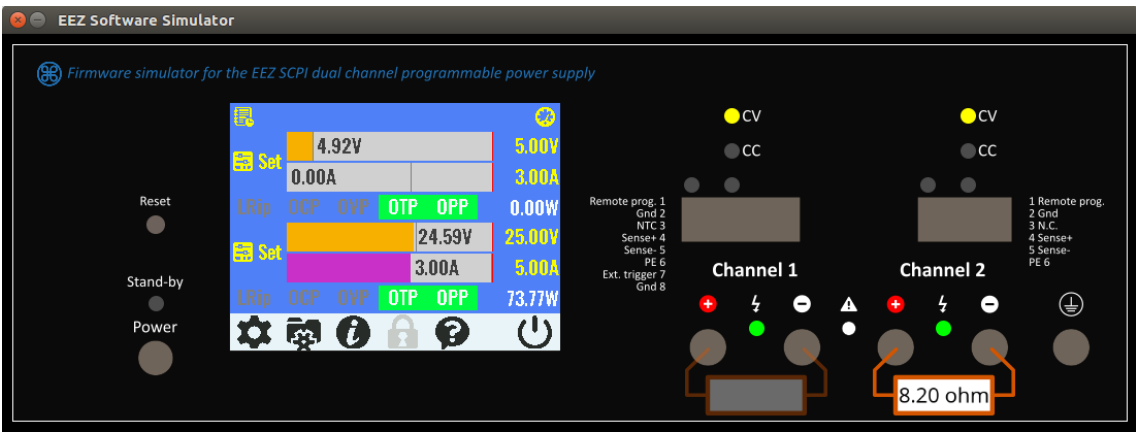 EEZ Software Simulator
Firmware simulator for the EEZ SCPI dual channel programmable power supply
4.92V
5.00V
Set
0.00A
3.00A
LRip OCP OVP OTP OPP 0.00W
24.59V
25.00V
Set
3.00A
5.00A
LRip OCP OVP OTP OPP 73.77W
Reset
Stand-by
Power
CV
CC
CV
CC
Remote prog. 1
Gnd 2
NTC 3
Sense+ 4
Sense- 5
PE 6
Ext. trigger 7
Gnd 8
1 Remote prog.
2 Gnd
3 N.C.
4 Sense+
5 Sense-
PE 6
Channel 1
Channel 2
8.20 ohm